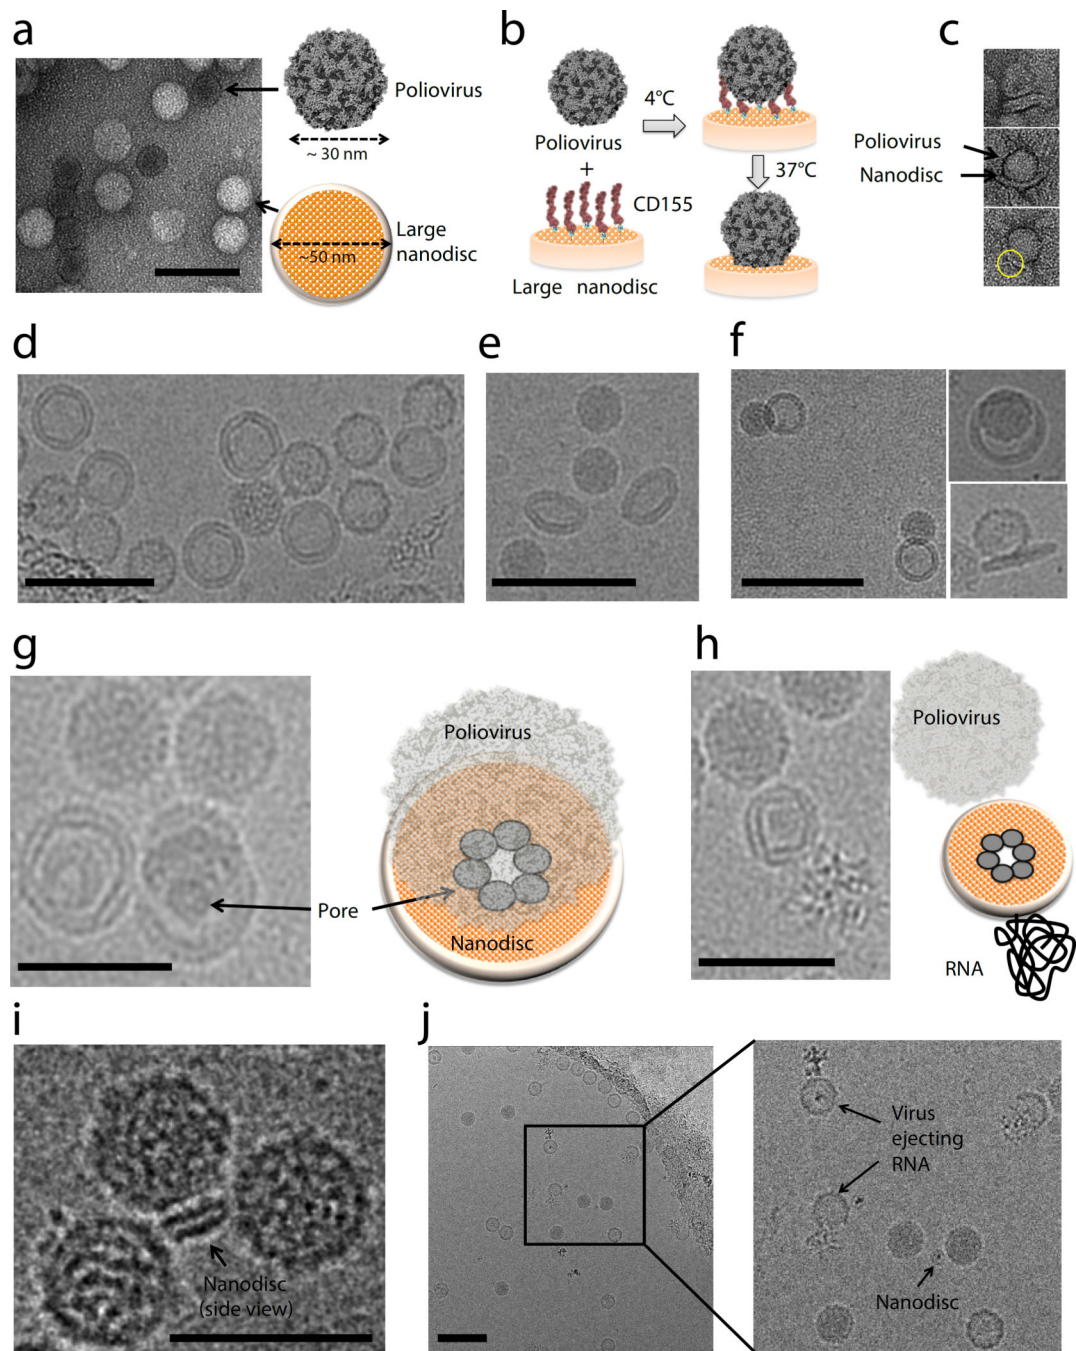 a
Poliovirus
~ 30 nm
~50 nm
Large
nanodisc
b
4°C
Poliovirus
+
CD155
37°C
Large nanodisc
c
Poliovirus
Nanodisc
d
e
f
g
Poliovirus
Pore
Nanodisc
h
Poliovirus
RNA
i
Nanodisc
(side view)
j
Virus
ejecting
RNA
Nanodisc